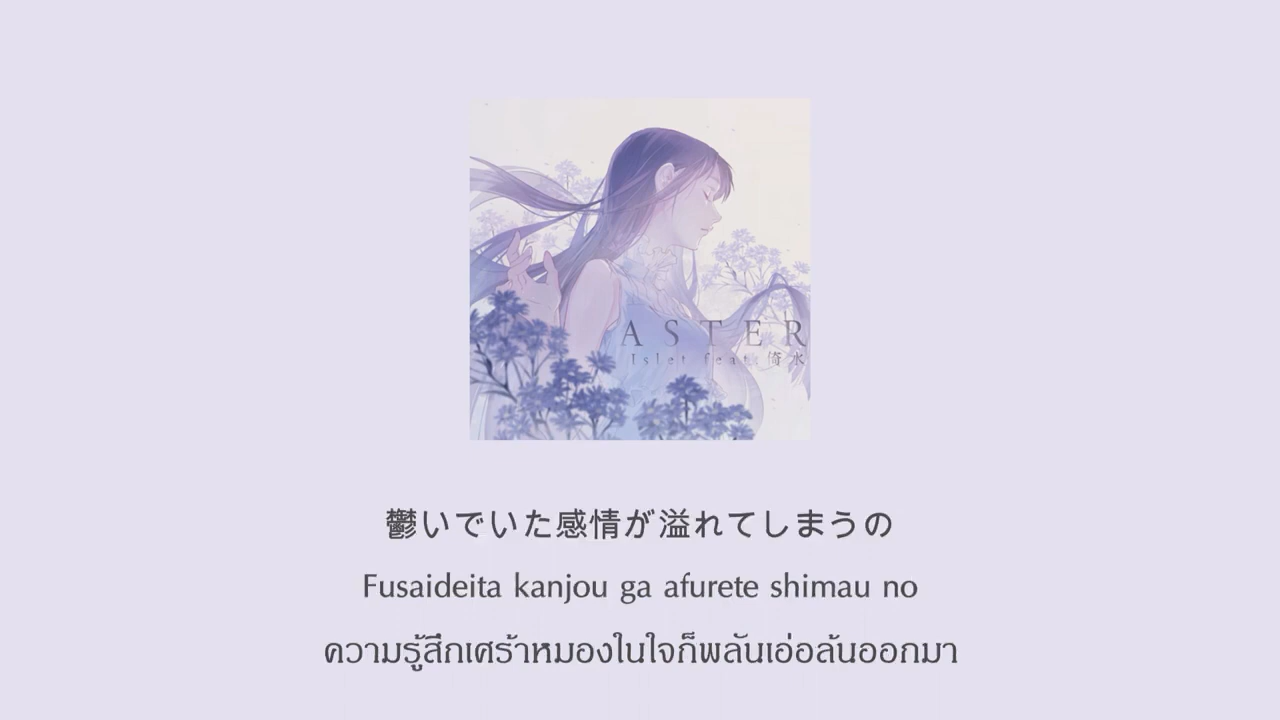 ASTER
Islet feat. 倚水
鬱いでいた感情が溢れてしまうの
Fusaideita kanjou ga afurete shimau no
ความรู้สึกเศร้าหมองในใจก็พลันเอ่อล้นออกมา